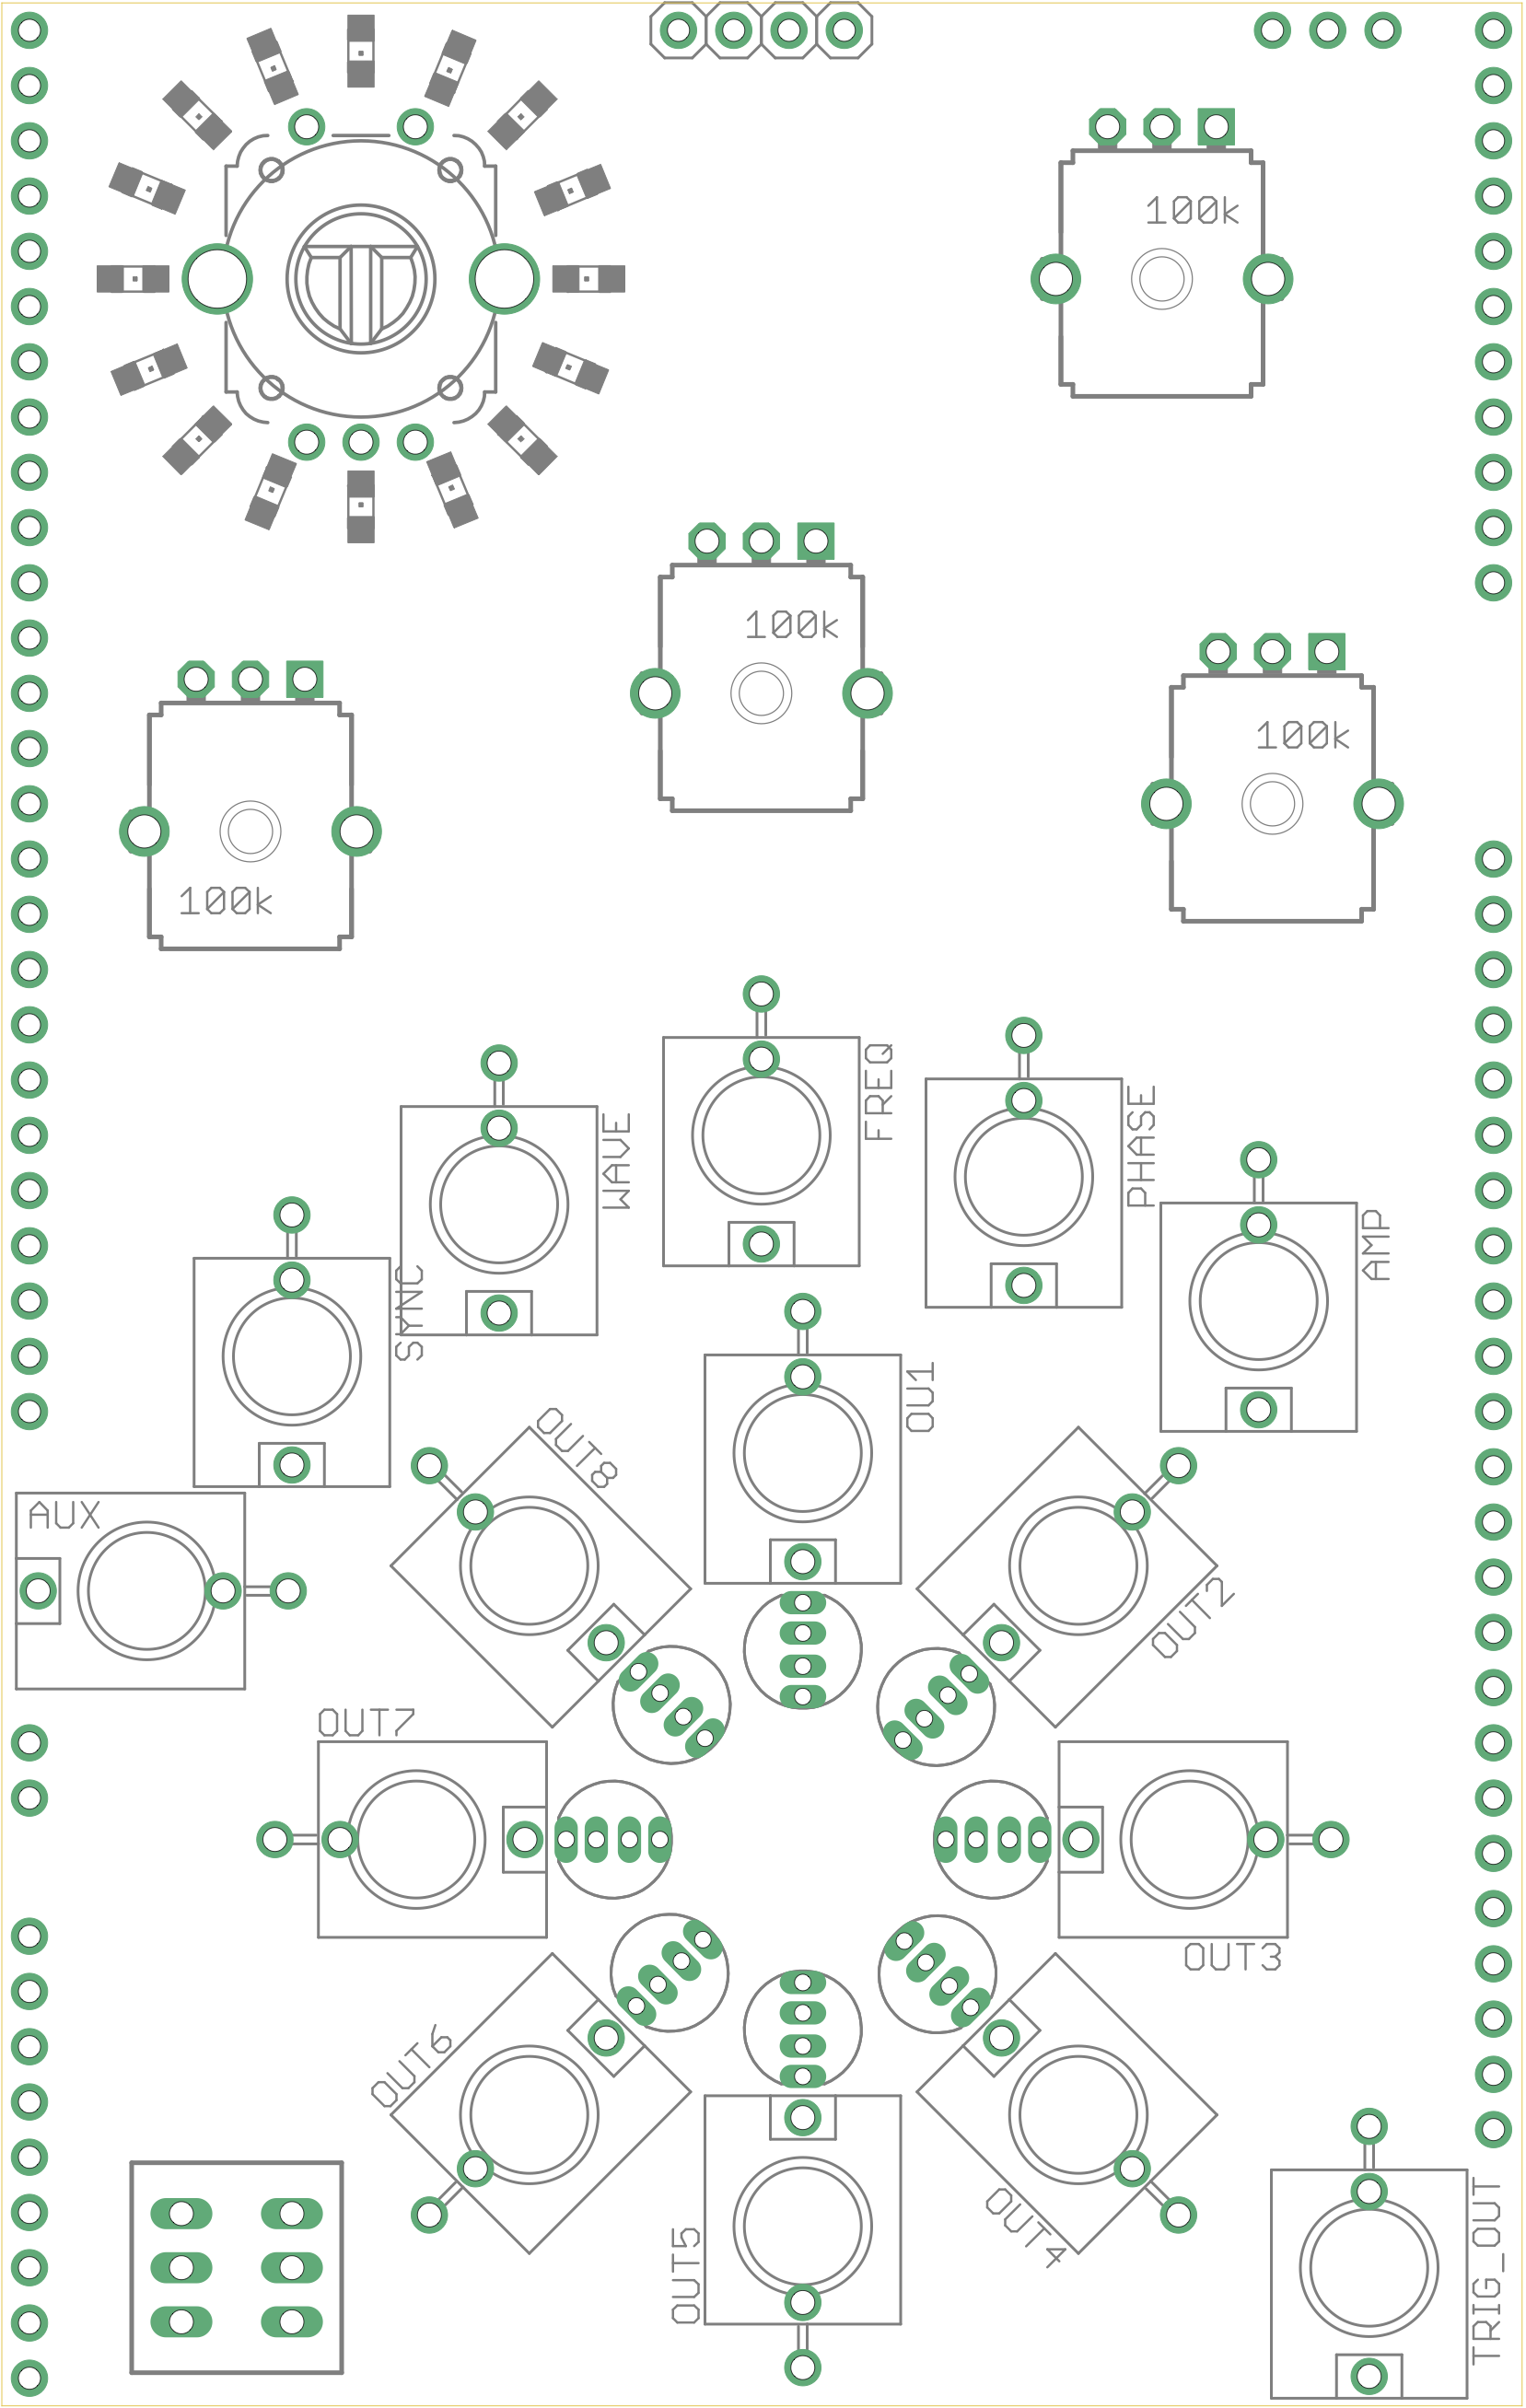 100k
100k
100k
100k
FREQ
PHASE
WAVE
AMP
SYNC
OU1
OUT8
AUX
OUT2
OUT7
OUT3
OUT6
OUT4
OUT5
TRIG_OUT